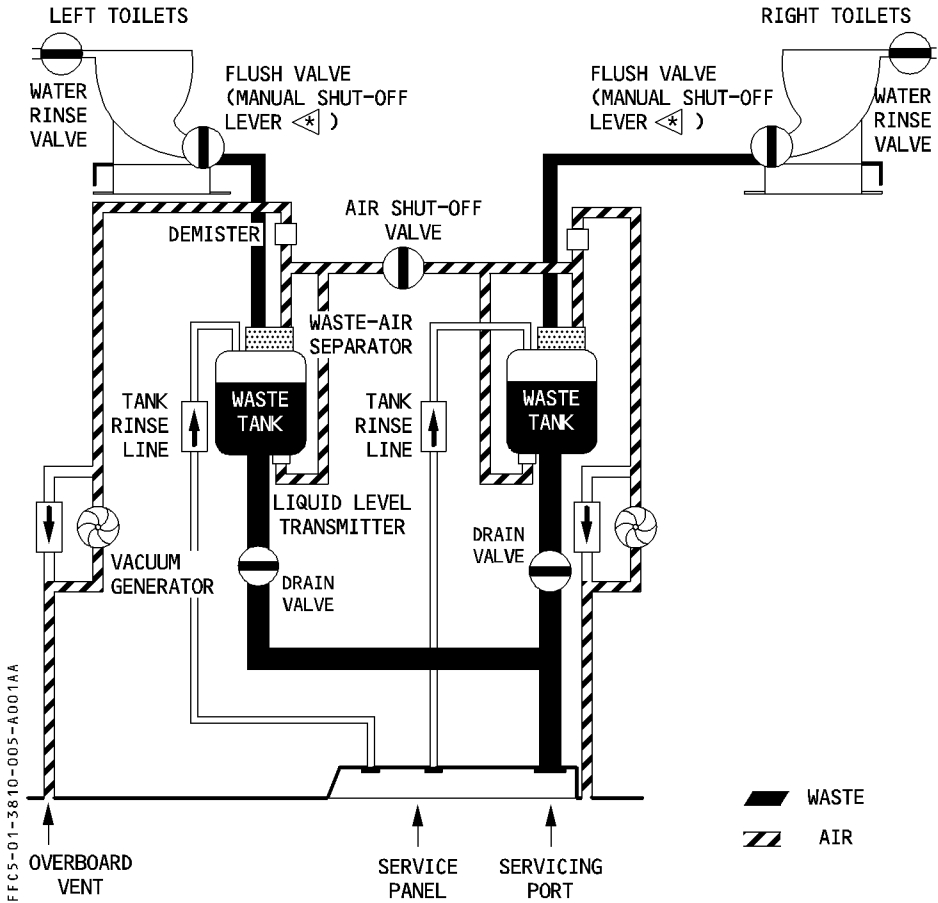 LEFT TOILETS
RIGHT TOILETS
WATER
RINSE
VALVE
FLUSH VALVE
(MANUAL SHUT-OFF
LEVER * )
FLUSH VALVE
(MANUAL SHUT-OFF
LEVER * )
WATER
RINSE
VALVE
DEMISTER
AIR SHUT-OFF
VALVE
WASTE-AIR
SEPARATOR
TANK
RINSE
LINE
WASTE
TANK
TANK
RINSE
LINE
WASTE
TANK
LIQUID LEVEL
TRANSMITTER
VACUUM
GENERATOR
DRAIN
VALVE
DRAIN
VALVE
WASTE
AIR
OVERBOARD
VENT
SERVICE
PANEL
SERVICING
PORT
FFC5-01-3810-005-A001AA